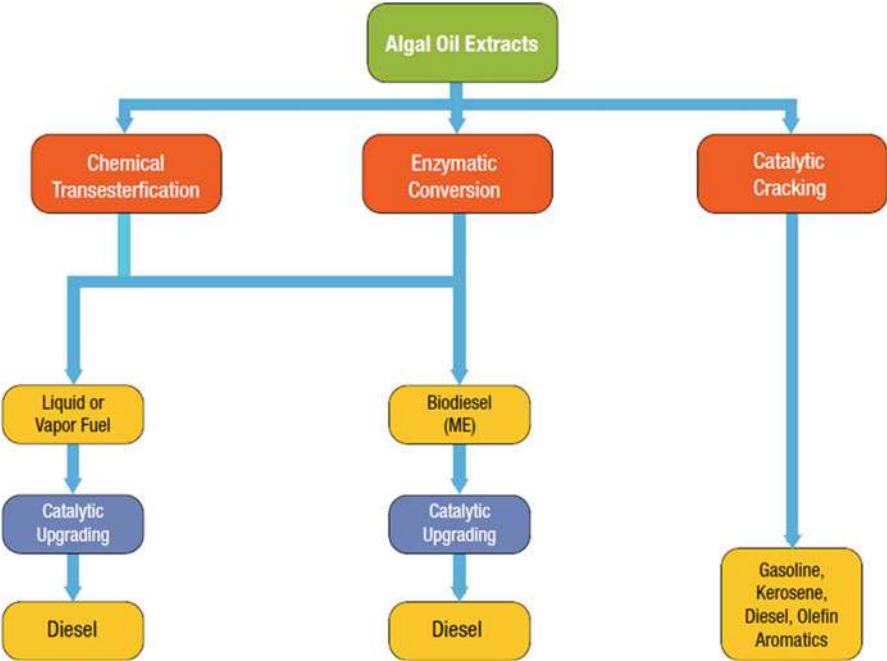 Algal Oil Extracts
Chemical
Transesterfication
Enzymatic
Conversion
Catalytic
Cracking
Liquid or
Vapor Fuel
Biodiesel
(ME)
Catalytic
Upgrading
Catalytic
Upgrading
Gasoline,
Kerosene,
Diesel, Olefin
Aromatics
Diesel
Diesel